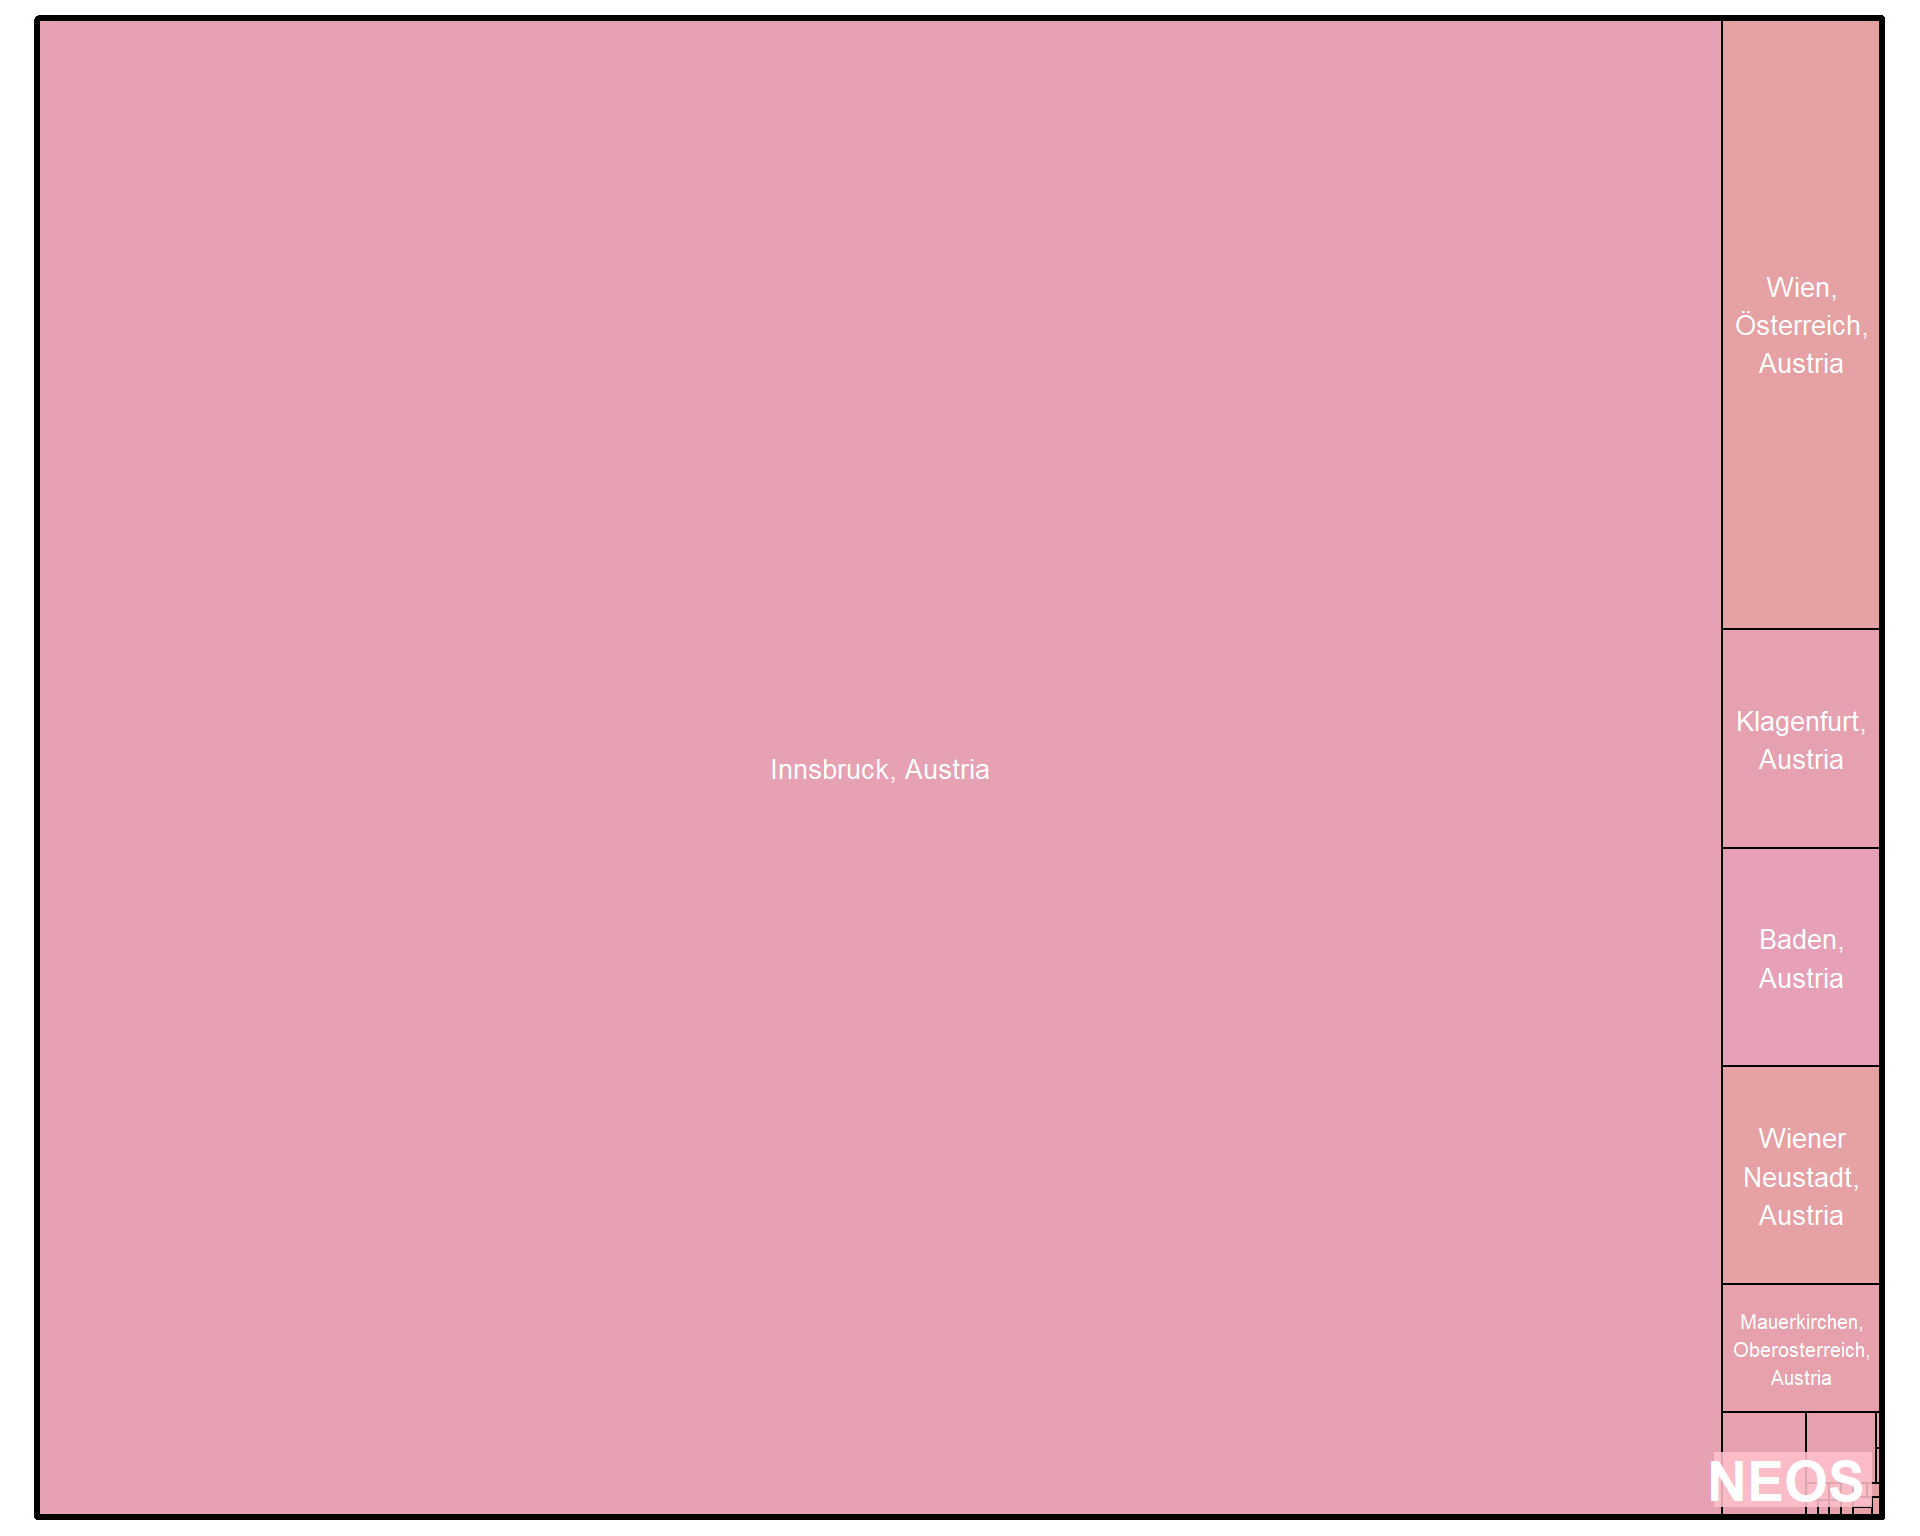 Innsbruck, Austria
Wien,
Österreich,
Austria
Klagenfurt,
Austria
Baden,
Austria
Wiener
Neustadt,
Austria
Mauerkirchen,
Oberosterreich,
Austria
NEOS